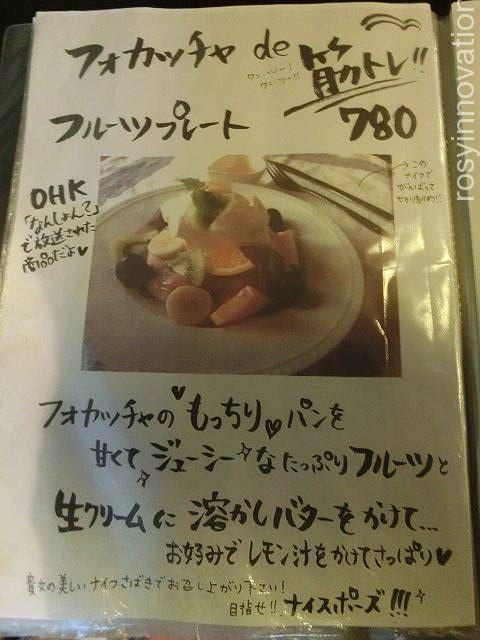 フォカッチャ de 筋トレ!!
ワン・ツー!
ワン・ツー!!
フルーツプレート 780
このナイフでがんばってきり刻め!!
OHK
「なんしょん?」
で放送された
商品だよ♥
フォカッチャの♥もっちり♥パンを
甘くてジューシーなたっぷりフルーツと
生クリームに溶かしバターをかけて…
お好みでレモン汁をかけてさっぱり♥
貴女の美しいナイフさばきでお召し上がり下さい!
目指せ!!ナイスポーズ!!!
rosyinnovation